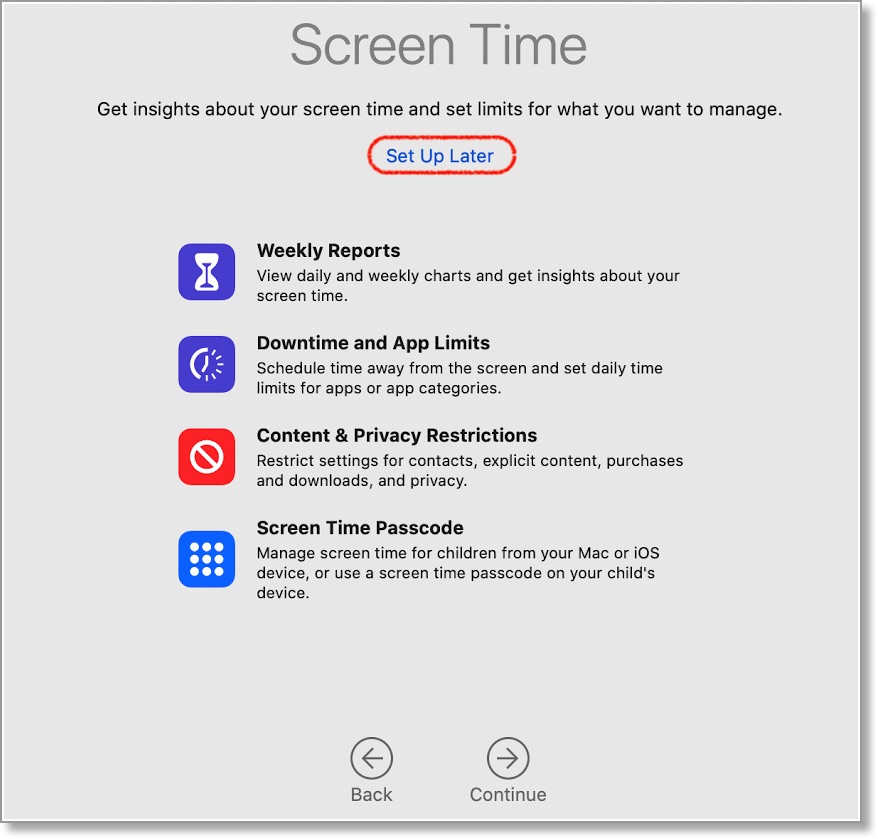 Screen Time
Get insights about your screen time and set limits for what you want to manage.
Set Up Later
Weekly Reports
View daily and weekly charts and get insights about your
screen time.
Downtime and App Limits
Schedule time away from the screen and set daily time
limits for apps or app categories.
Content & Privacy Restrictions
Restrict settings for contacts, explicit content, purchases
and downloads, and privacy.
Screen Time Passcode
Manage screen time for children from your Mac or iOS
device, or use a screen time passcode on your child's
device.
Back
Continue